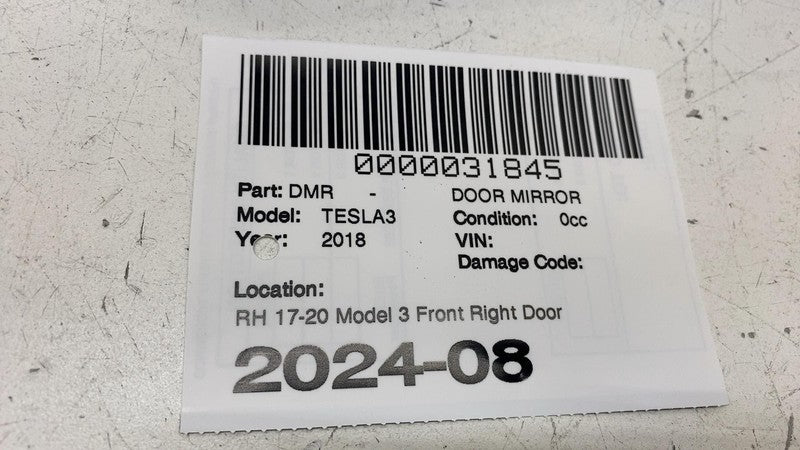 0000031845
Part: DMR - DOOR MIRROR
Model: TESLA3 Condition: 0cc
Year: 2018 VIN:
Damage Code:
Location:
RH 17-20 Model 3 Front Right Door
2024-08